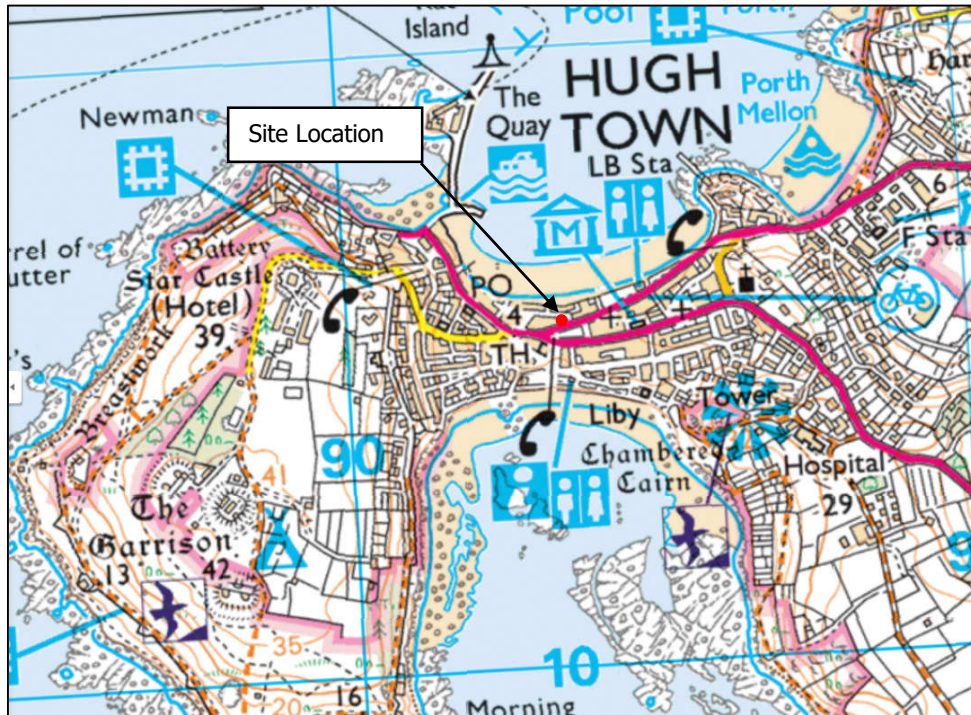 Island
Pool
Newman
The
Quay
HUGH
TOWN
Porth
Mellon
Site Location
LB Sta
M
6
F Sta
Battery
Star Castle
(Hotel)
39
PO
4
TH
Breastwork
Liby
Tower
90
41
Chambered
Cairn
Hospital
29
The
Garrison
13
42
35
10
16
20
Morning